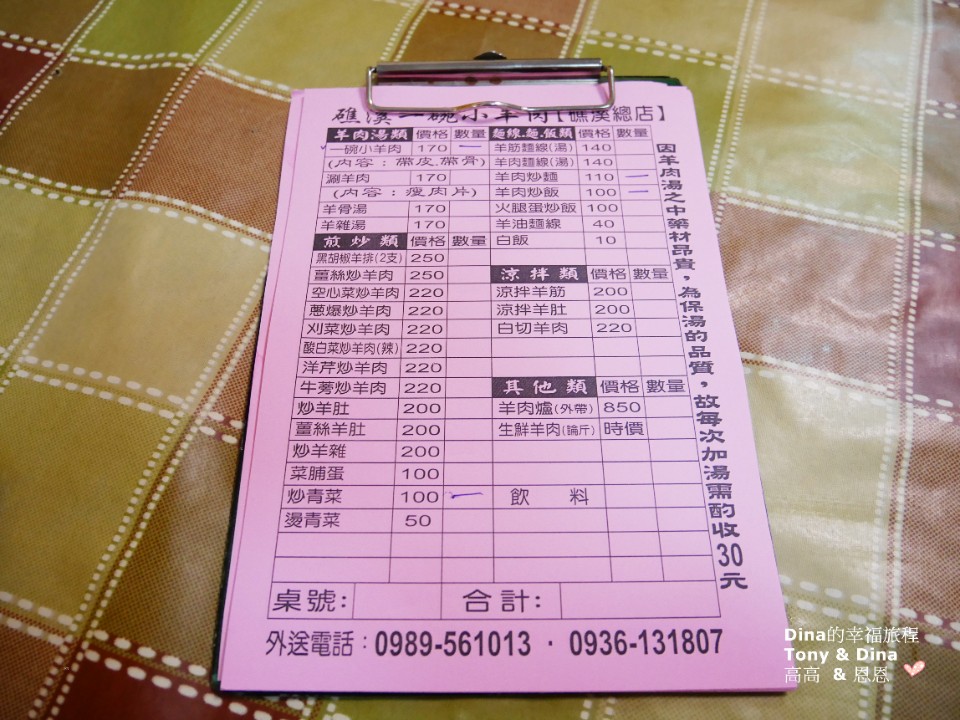 礁溪一碗小羊肉【礁溪總店】
羊肉湯類 價格 數量
一碗小羊肉 170 一
(內容：帶皮.帶骨)
涮羊肉 170
(內容：瘦肉片)
羊骨湯 170
羊雜湯 170
煎炒類 價格 數量
黑胡椒羊排(2支) 250
薑絲炒羊肉 250
空心菜炒羊肉 220
蔥爆炒羊肉 220
刈菜炒羊肉 220
酸白菜炒羊肉(辣) 220
洋芹炒羊肉 220
牛蒡炒羊肉 220
炒羊肚 200
薑絲羊肚 200
炒羊雜 200
菜脯蛋 100
炒青菜 100 一
燙青菜 50
麵線.麵.飯類 價格 數量
羊筋麵線(湯) 140
羊肉麵線(湯) 140
羊肉炒麵 110 一
羊肉炒飯 100 一
火腿蛋炒飯 100
羊油麵線 40
白飯 10
涼拌類 價格 數量
涼拌羊筋 200
涼拌羊肚 200
白切羊肉 220
其他類 價格 數量
羊肉爐(外帶) 850
生鮮羊肉(論斤) 時價
飲 料
因羊肉湯之中藥材昂貴，為保湯的品質，故每次加湯需酌收30元
桌號: 合計:
外送電話：0989-561013 · 0936-131807
Dina的幸福旅程
Tony & Dina
高高 & 恩恩